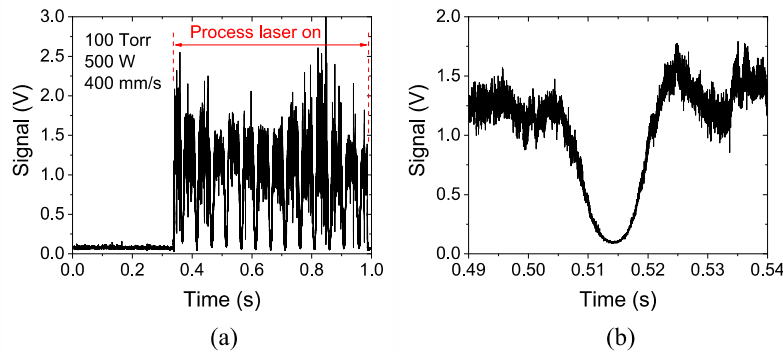 3.0
2.5
2.0
1.5
1.0
0.5
0.0
Signal (V)
100 Torr
500 W
400 mm/s
Process laser on
0.0 0.2 0.4 0.6 0.8 1.0
Time (s)
(a)
2.0
1.5
1.0
0.5
0.0
Signal (V)
0.49 0.50 0.51 0.52 0.53 0.54
Time (s)
(b)